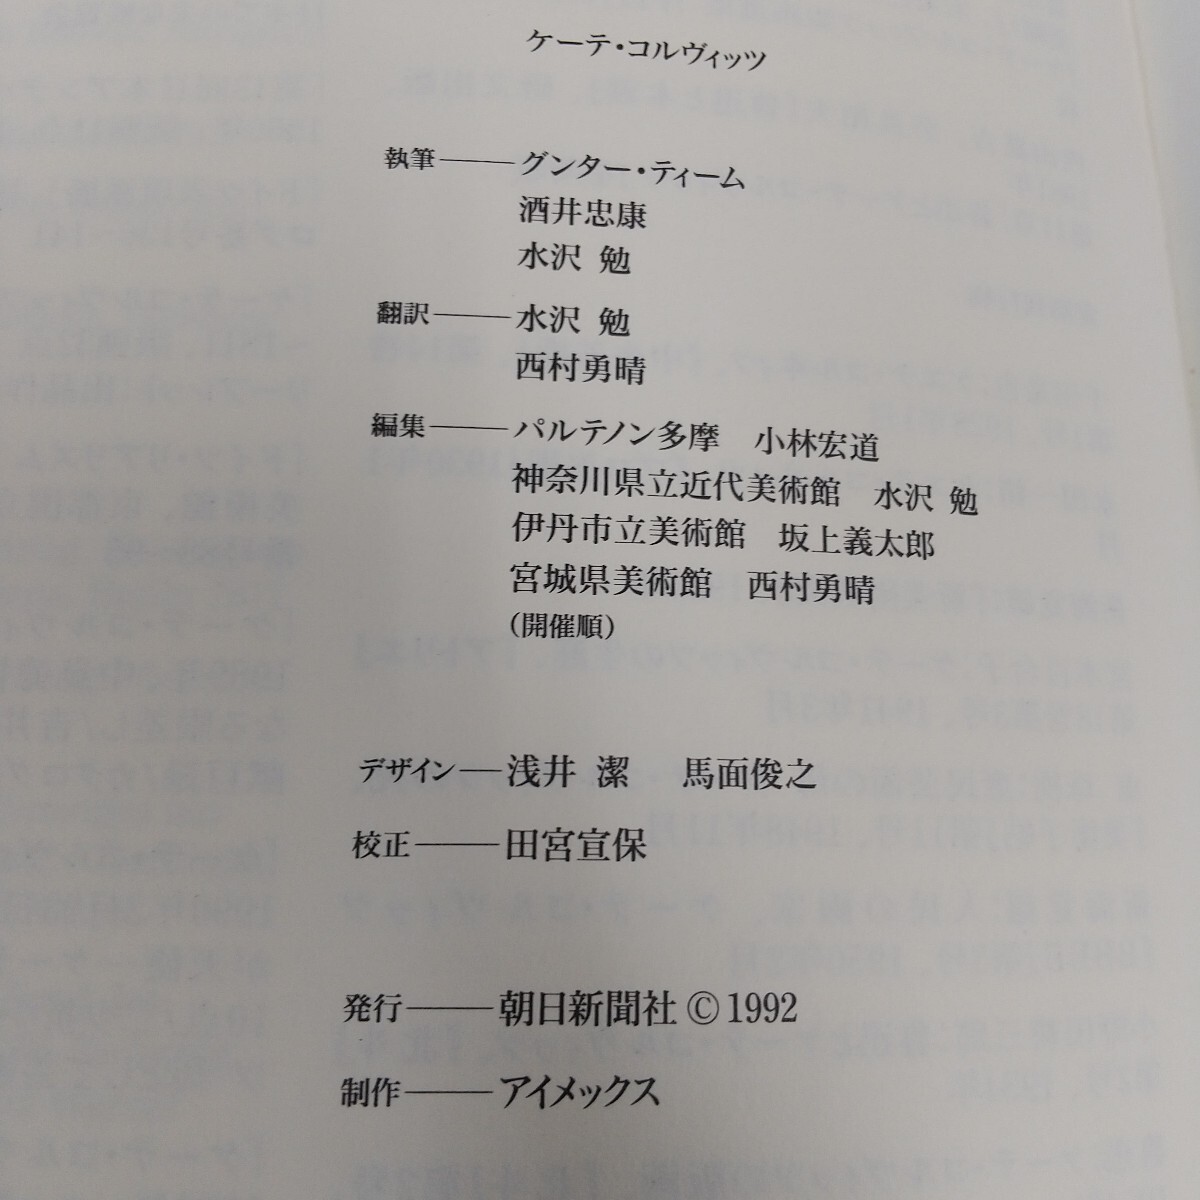 ケーテ・コルヴィッツ
執筆――グンター・ティーム
酒井忠康
水沢 勉
翻訳――水沢 勉
西村勇晴
編集――パルテノン多摩 小林宏道
神奈川県立近代美術館 水沢 勉
伊丹市立美術館 坂上義太郎
宮城県美術館 西村勇晴
(開催順)
デザイン―浅井 潔 馬面俊之
校正――田宮宣保
発行――朝日新聞社 © 1992
制作――アイメックス